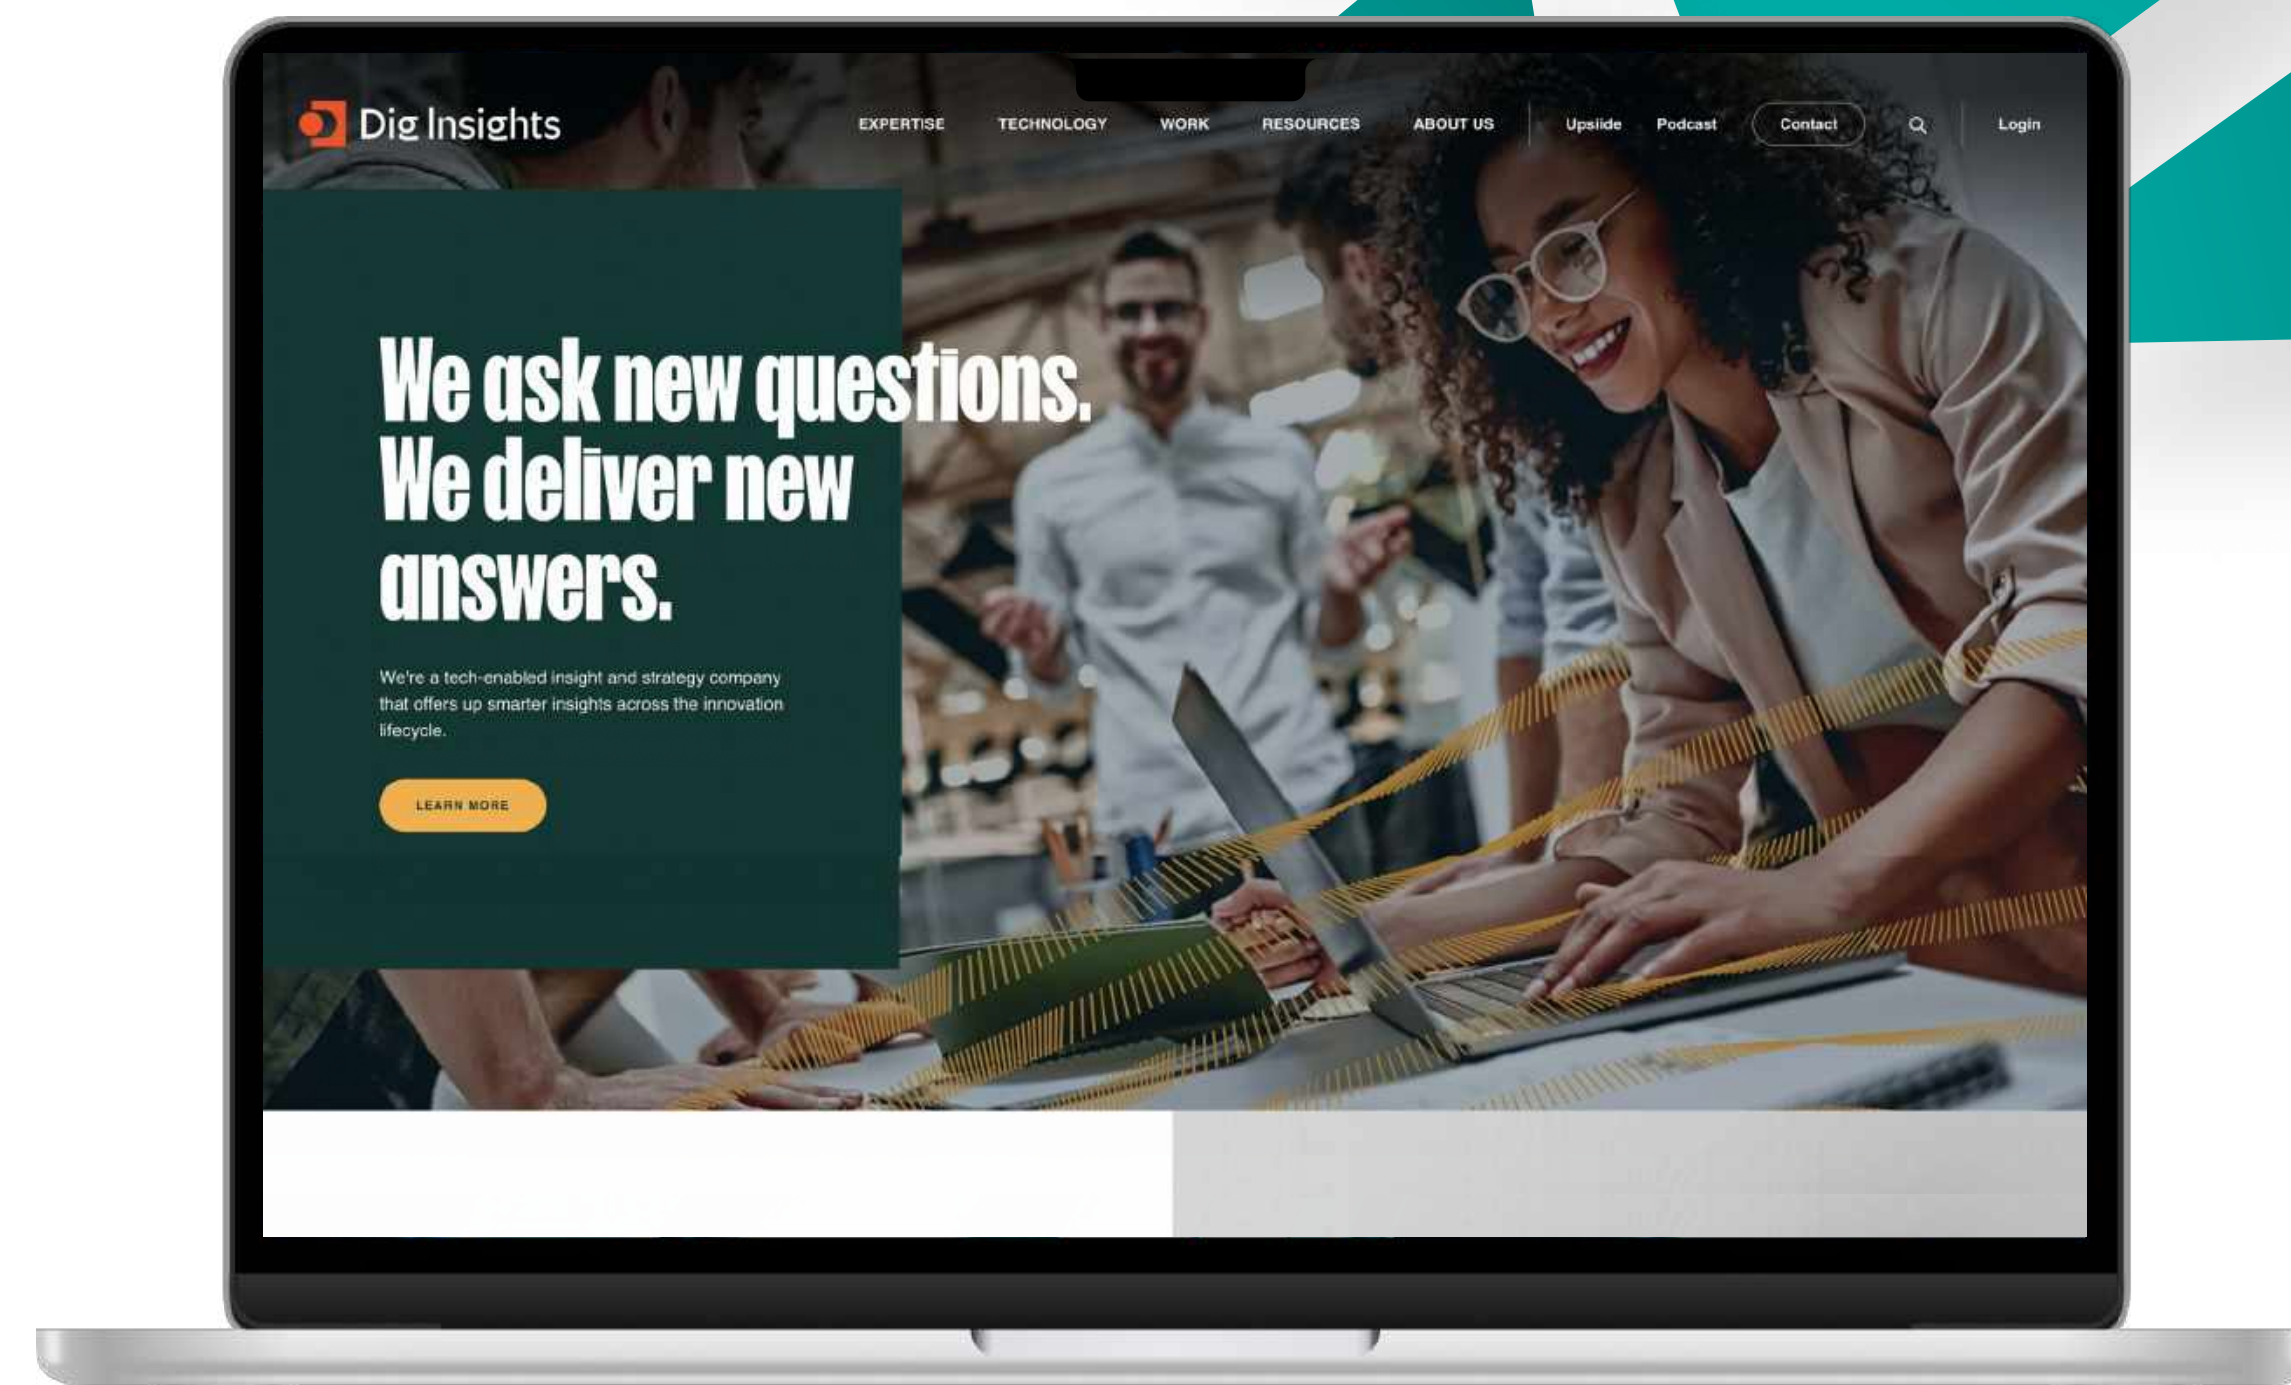 Dig Insights
EXPERTISE TECHNOLOGY WORK RESOURCES ABOUT US Upsiide Podcast Contact Login
We ask new questions.
We deliver new
answers.
We're a tech-enabled insight and strategy company
that offers up smarter insights across the innovation
lifecycle.
LEARN MORE